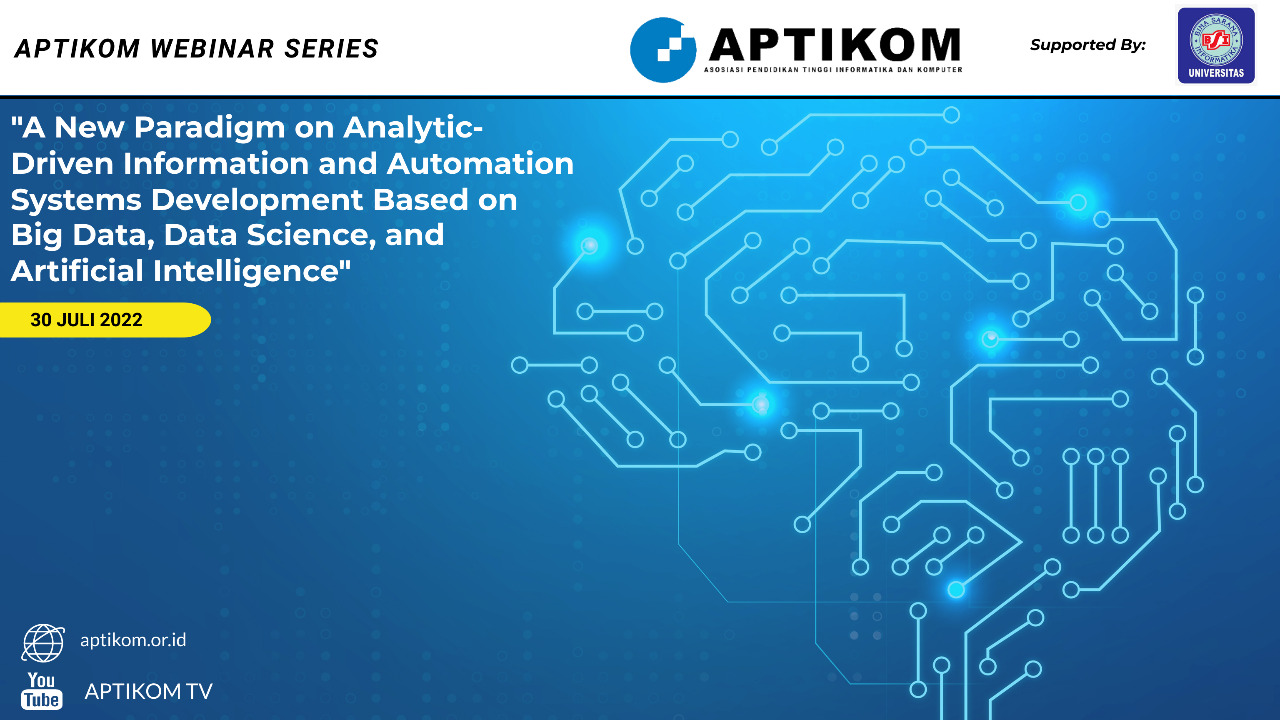 APTIKOM WEBINAR SERIES
APTIKOM
ASOSIASI PENDIDIKAN TINGGI INFORMATIKA DAN KOMPUTER
Supported By:
BINA SARANA
BSI
INFORMATIKA
UNIVERSITAS
"A New Paradigm on Analytic-
Driven Information and Automation
Systems Development Based on
Big Data, Data Science, and
Artificial Intelligence"
30 JULI 2022
aptikom.or.id
You
Tube
APTIKOM TV